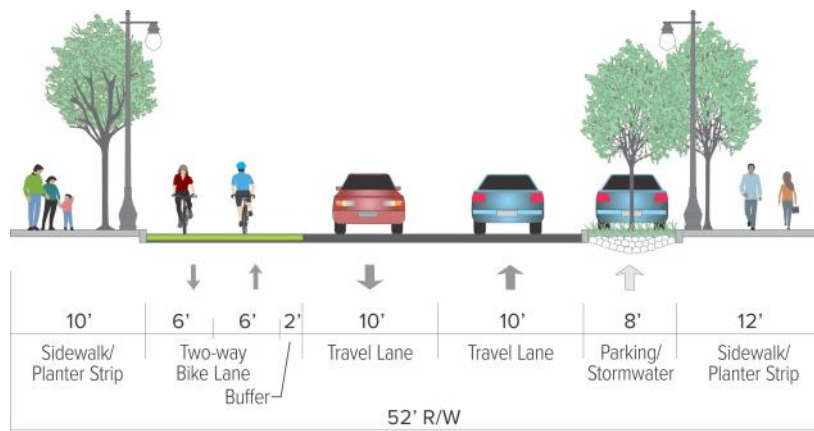 10' 6' 6' 2' 10' 10' 8' 12'
Sidewalk/
Planter Strip
Two-way
Bike Lane
Buffer
Travel Lane
Travel Lane
Parking/
Stormwater
Sidewalk/
Planter Strip
52' R/W